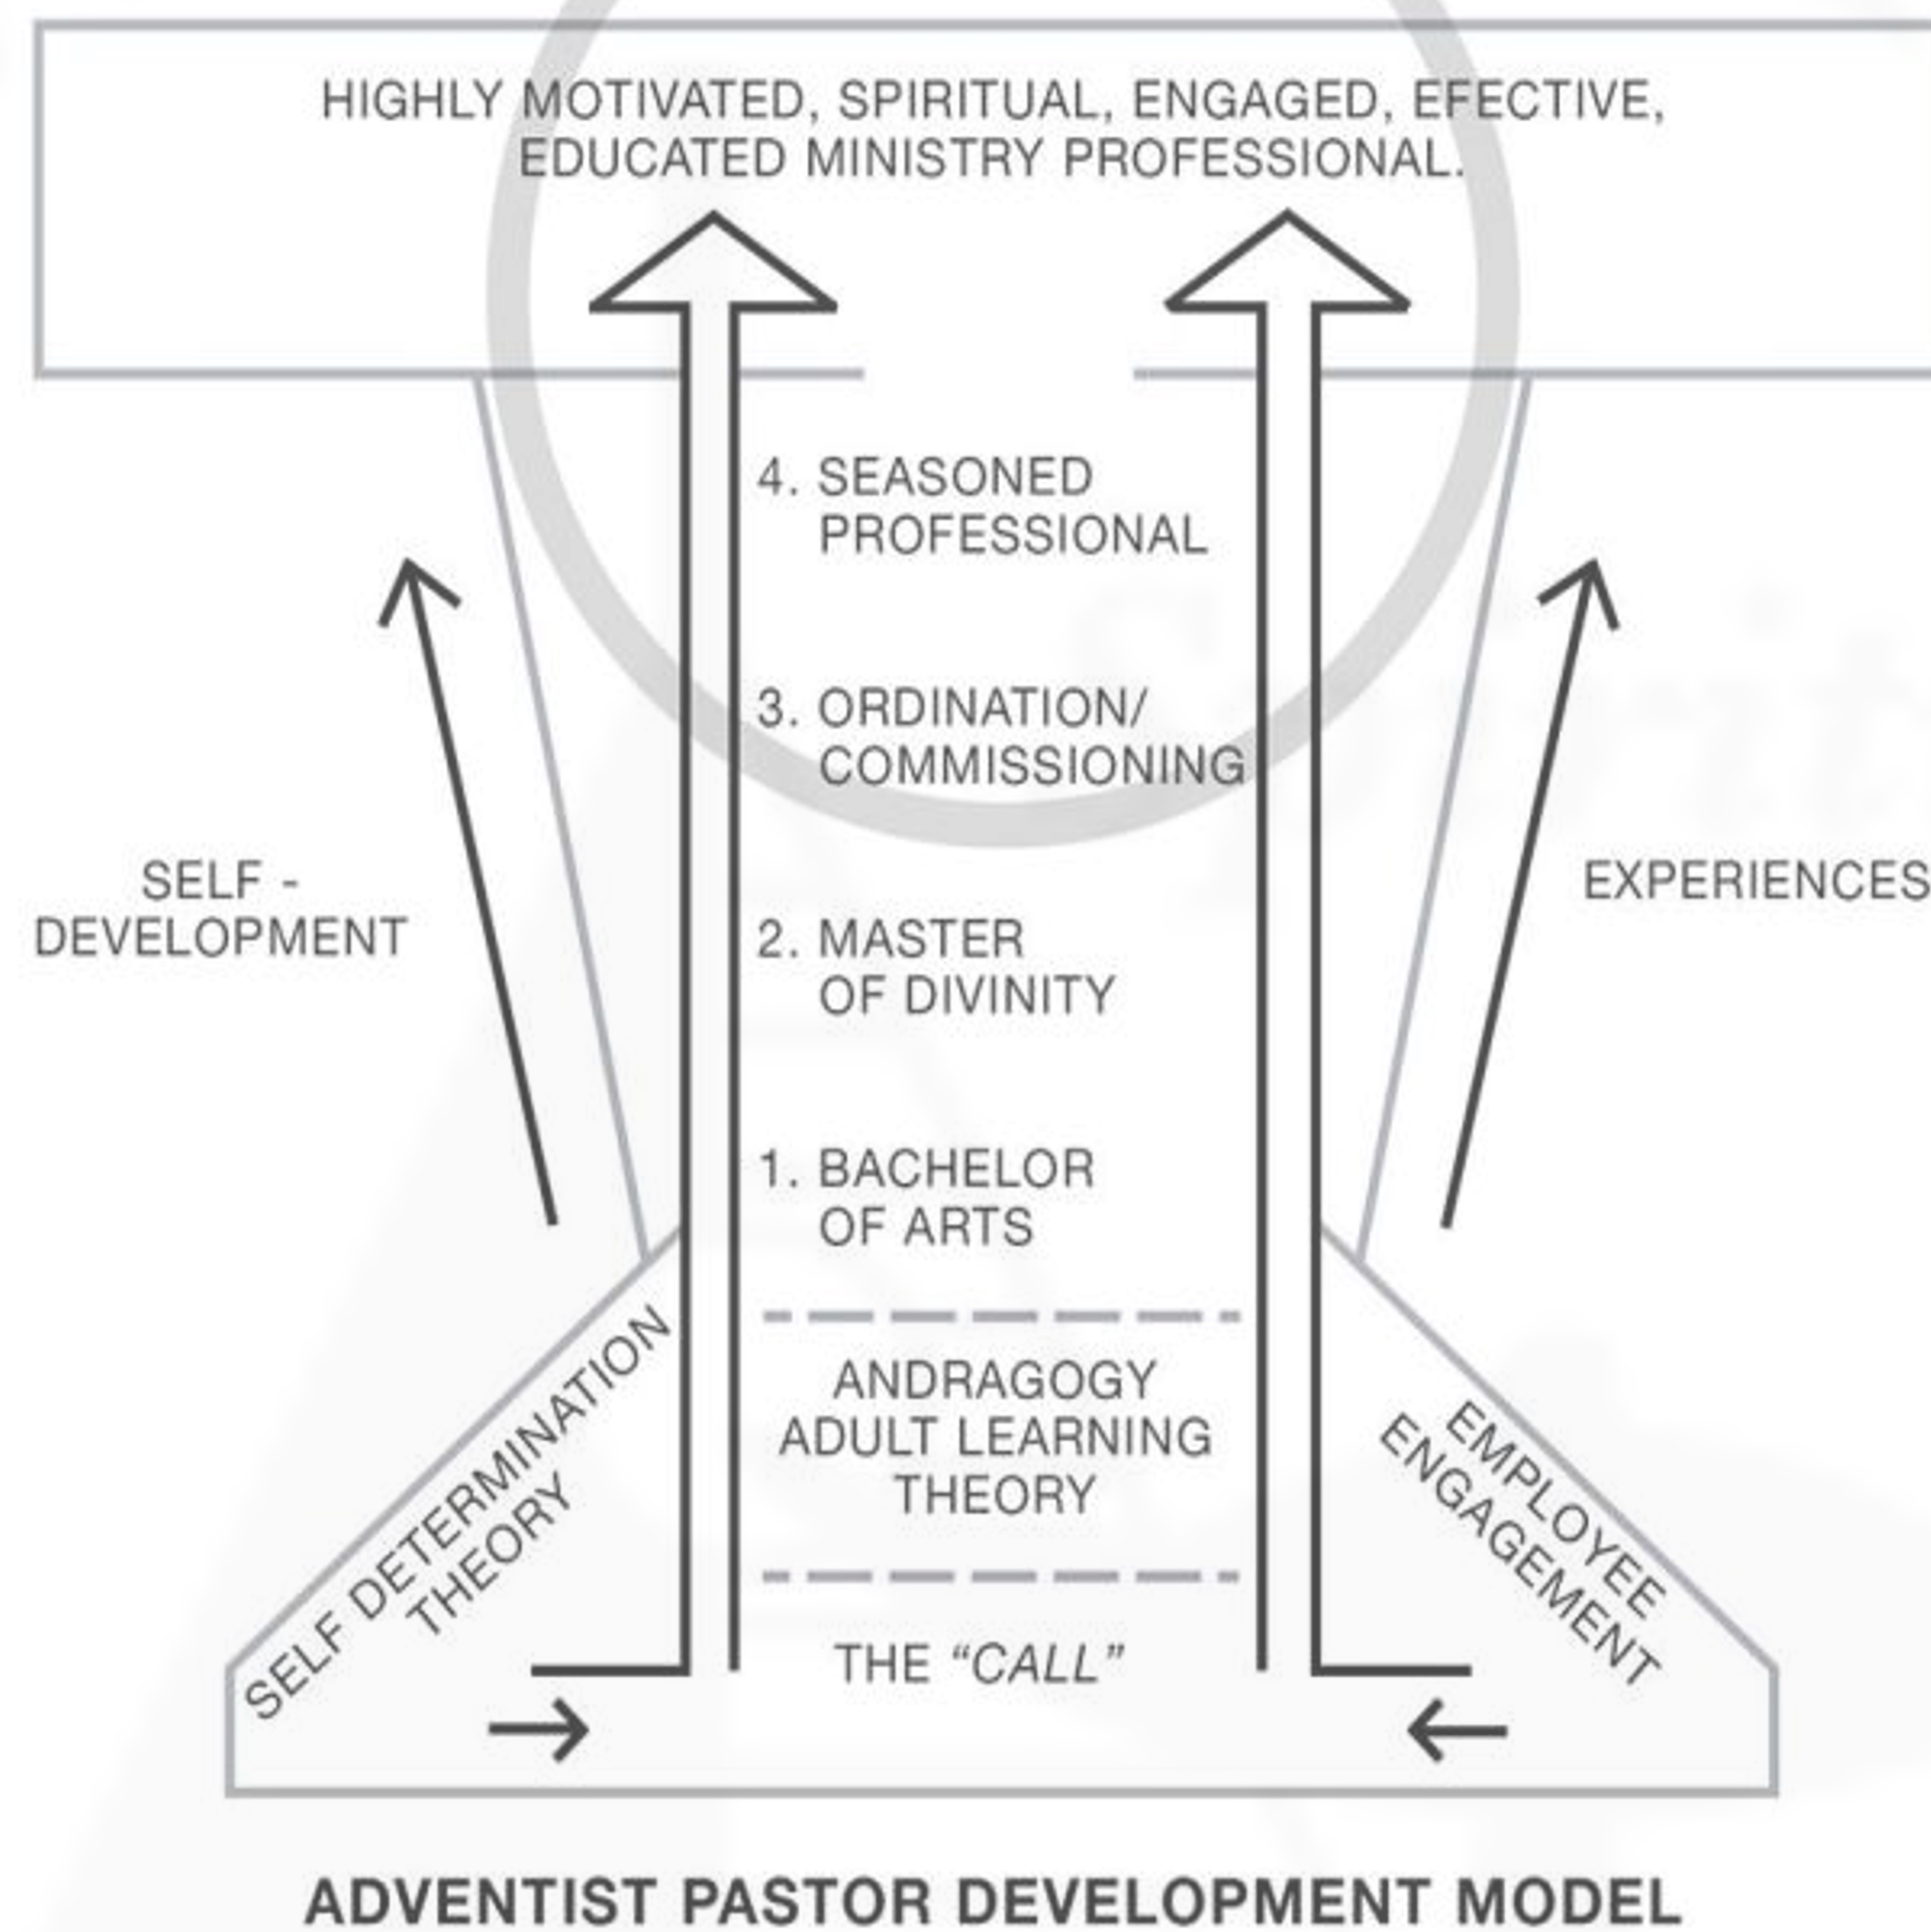 HIGHLY MOTIVATED, SPIRITUAL, ENGAGED, EFECTIVE,
EDUCATED MINISTRY PROFESSIONAL.
4. SEASONED
PROFESSIONAL
3. ORDINATION/
COMMISSIONING
SELF -
DEVELOPMENT
EXPERIENCES
2. MASTER
OF DIVINITY
1. BACHELOR
OF ARTS
SELF DETERMINATION
THEORY
ANDRAGOGY
ADULT LEARNING
THEORY
EMPLOYEE
ENGAGEMENT
THE “CALL”
ADVENTIST PASTOR DEVELOPMENT MODEL